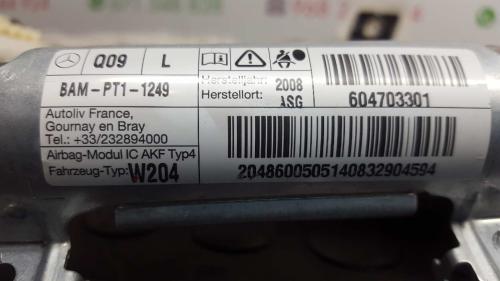 Q09 L
BAM-PT1-1249
Autoliv France,
Gournay en Bray
Tel.: +33/232894000
Airbag-Modul IC AKF Typ4
Fahrzeug-Typ: W204
Herstelljahr: 2008
Herstellort: ASG
604703301
2048600505140832904594